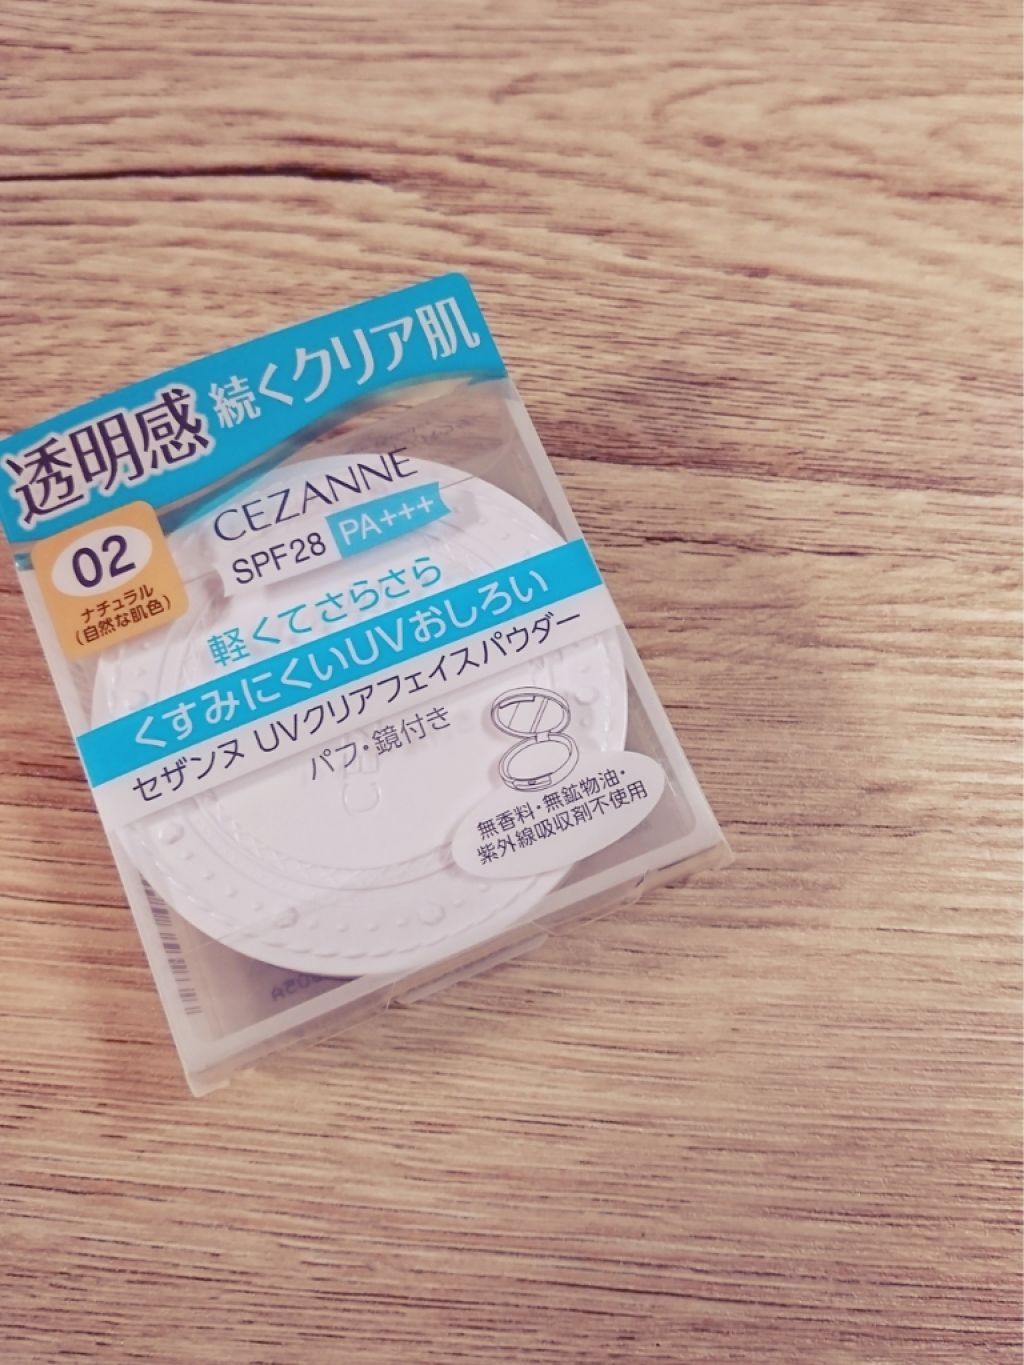 透明感続くクリア肌
CEZANNE
02
ナチュラル
(自然な肌色)
SPF28 PA+++
軽くてさらさら
くすみにくいUVおしろい
セザンヌ UVクリアフェイスパウダー
パフ・鏡付き
無香料・無鉱物油・
紫外線吸収剤不使用